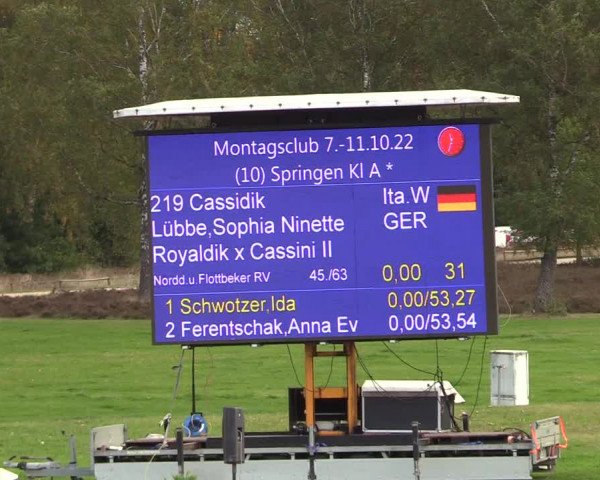 Montagsclub 7.-11.10.22
(10) Springen Kl A *
219 Cassidik Ita.W
Lübbe,Sophia Ninette GER
Royaldik x Cassini II
Nordd.u.Flottbeker RV 45./63 0,00 31
1 Schwotzer,Ida 0,00/53,27
2 Ferentschak,Anna Ev 0,00/53,54